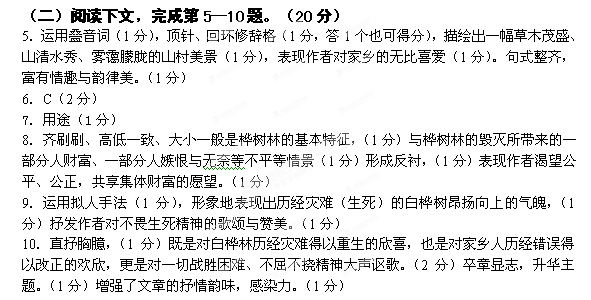 （二）阅读下文，完成第5—10题。（20分）
5. 运用叠音词（1分），顶针、回环修辞格（1分，答1个也可得分），描绘出一幅草木茂盛、
山清水秀、雾霭朦胧的山村美景（1分），表现作者对家乡的无比喜爱（1分）。句式整齐，
富有情趣与韵律美。（1分）
6. C（2分）
7. 用途（1分）
8. 齐刷刷、高低一致、大小一般是桦树林的基本特征，（1分）与桦树林的毁灭所带来的一
部分人财富、一部分人嫉恨与无奈等不平等情景（1分）形成反衬，（1分）表现作者渴望公
平、公正，共享集体财富的愿望。（1分）
9. 运用拟人手法（1分），形象地表现出历经灾难（生死）的白桦树昂扬向上的气魄，（1
分）抒发作者对不畏生死精神的歌颂与赞美。（1分）
10. 直抒胸臆，（1 分）既是对白桦林历经灾难得以重生的欣喜，也是对家乡人历经错误得
以改正的欢欣，更是对一切战胜困难、不屈不挠精神大声讴歌。（2 分）卒章显志，升华主
题。（1分）增强了文章的抒情韵味，感染力。（1分）